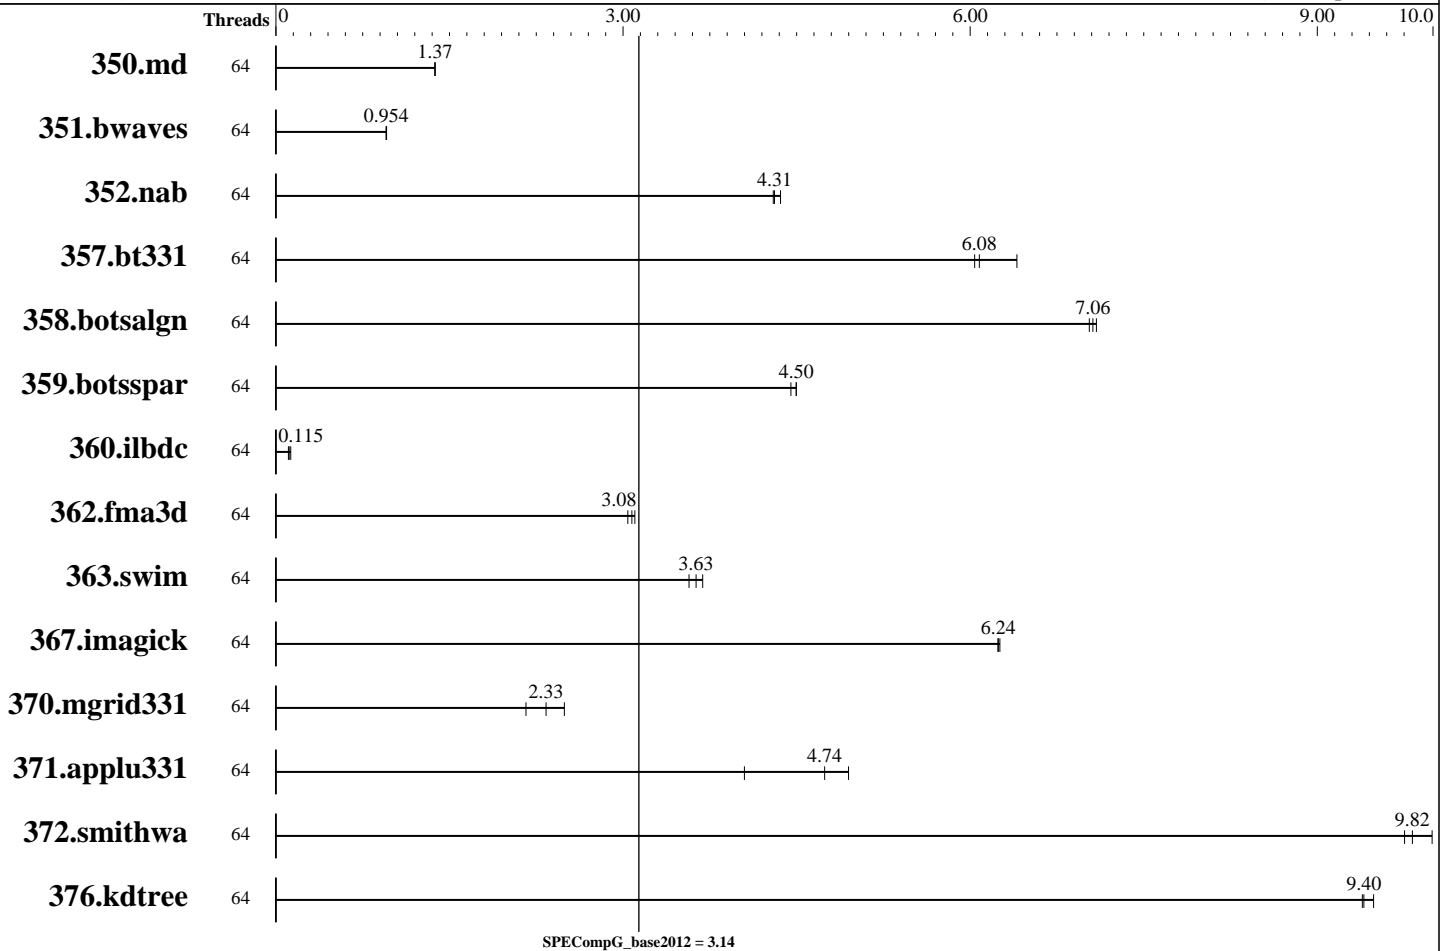 Threads 0 3.00 6.00 9.00 10.0
1.37
350.md 64
0.954
351.bwaves 64
4.31
352.nab 64
6.08
357.bt331 64
7.06
358.botsalgn 64
4.50
359.botsspar 64
0.115
360.ilbdc 64
3.08
362.fma3d 64
3.63
363.swim 64
6.24
367.imagick 64
2.33
370.mgrid331 64
4.74
371.applu331 64
9.82
372.smithwa 64
9.40
376.kdtree 64
SPECompG_base2012 = 3.14